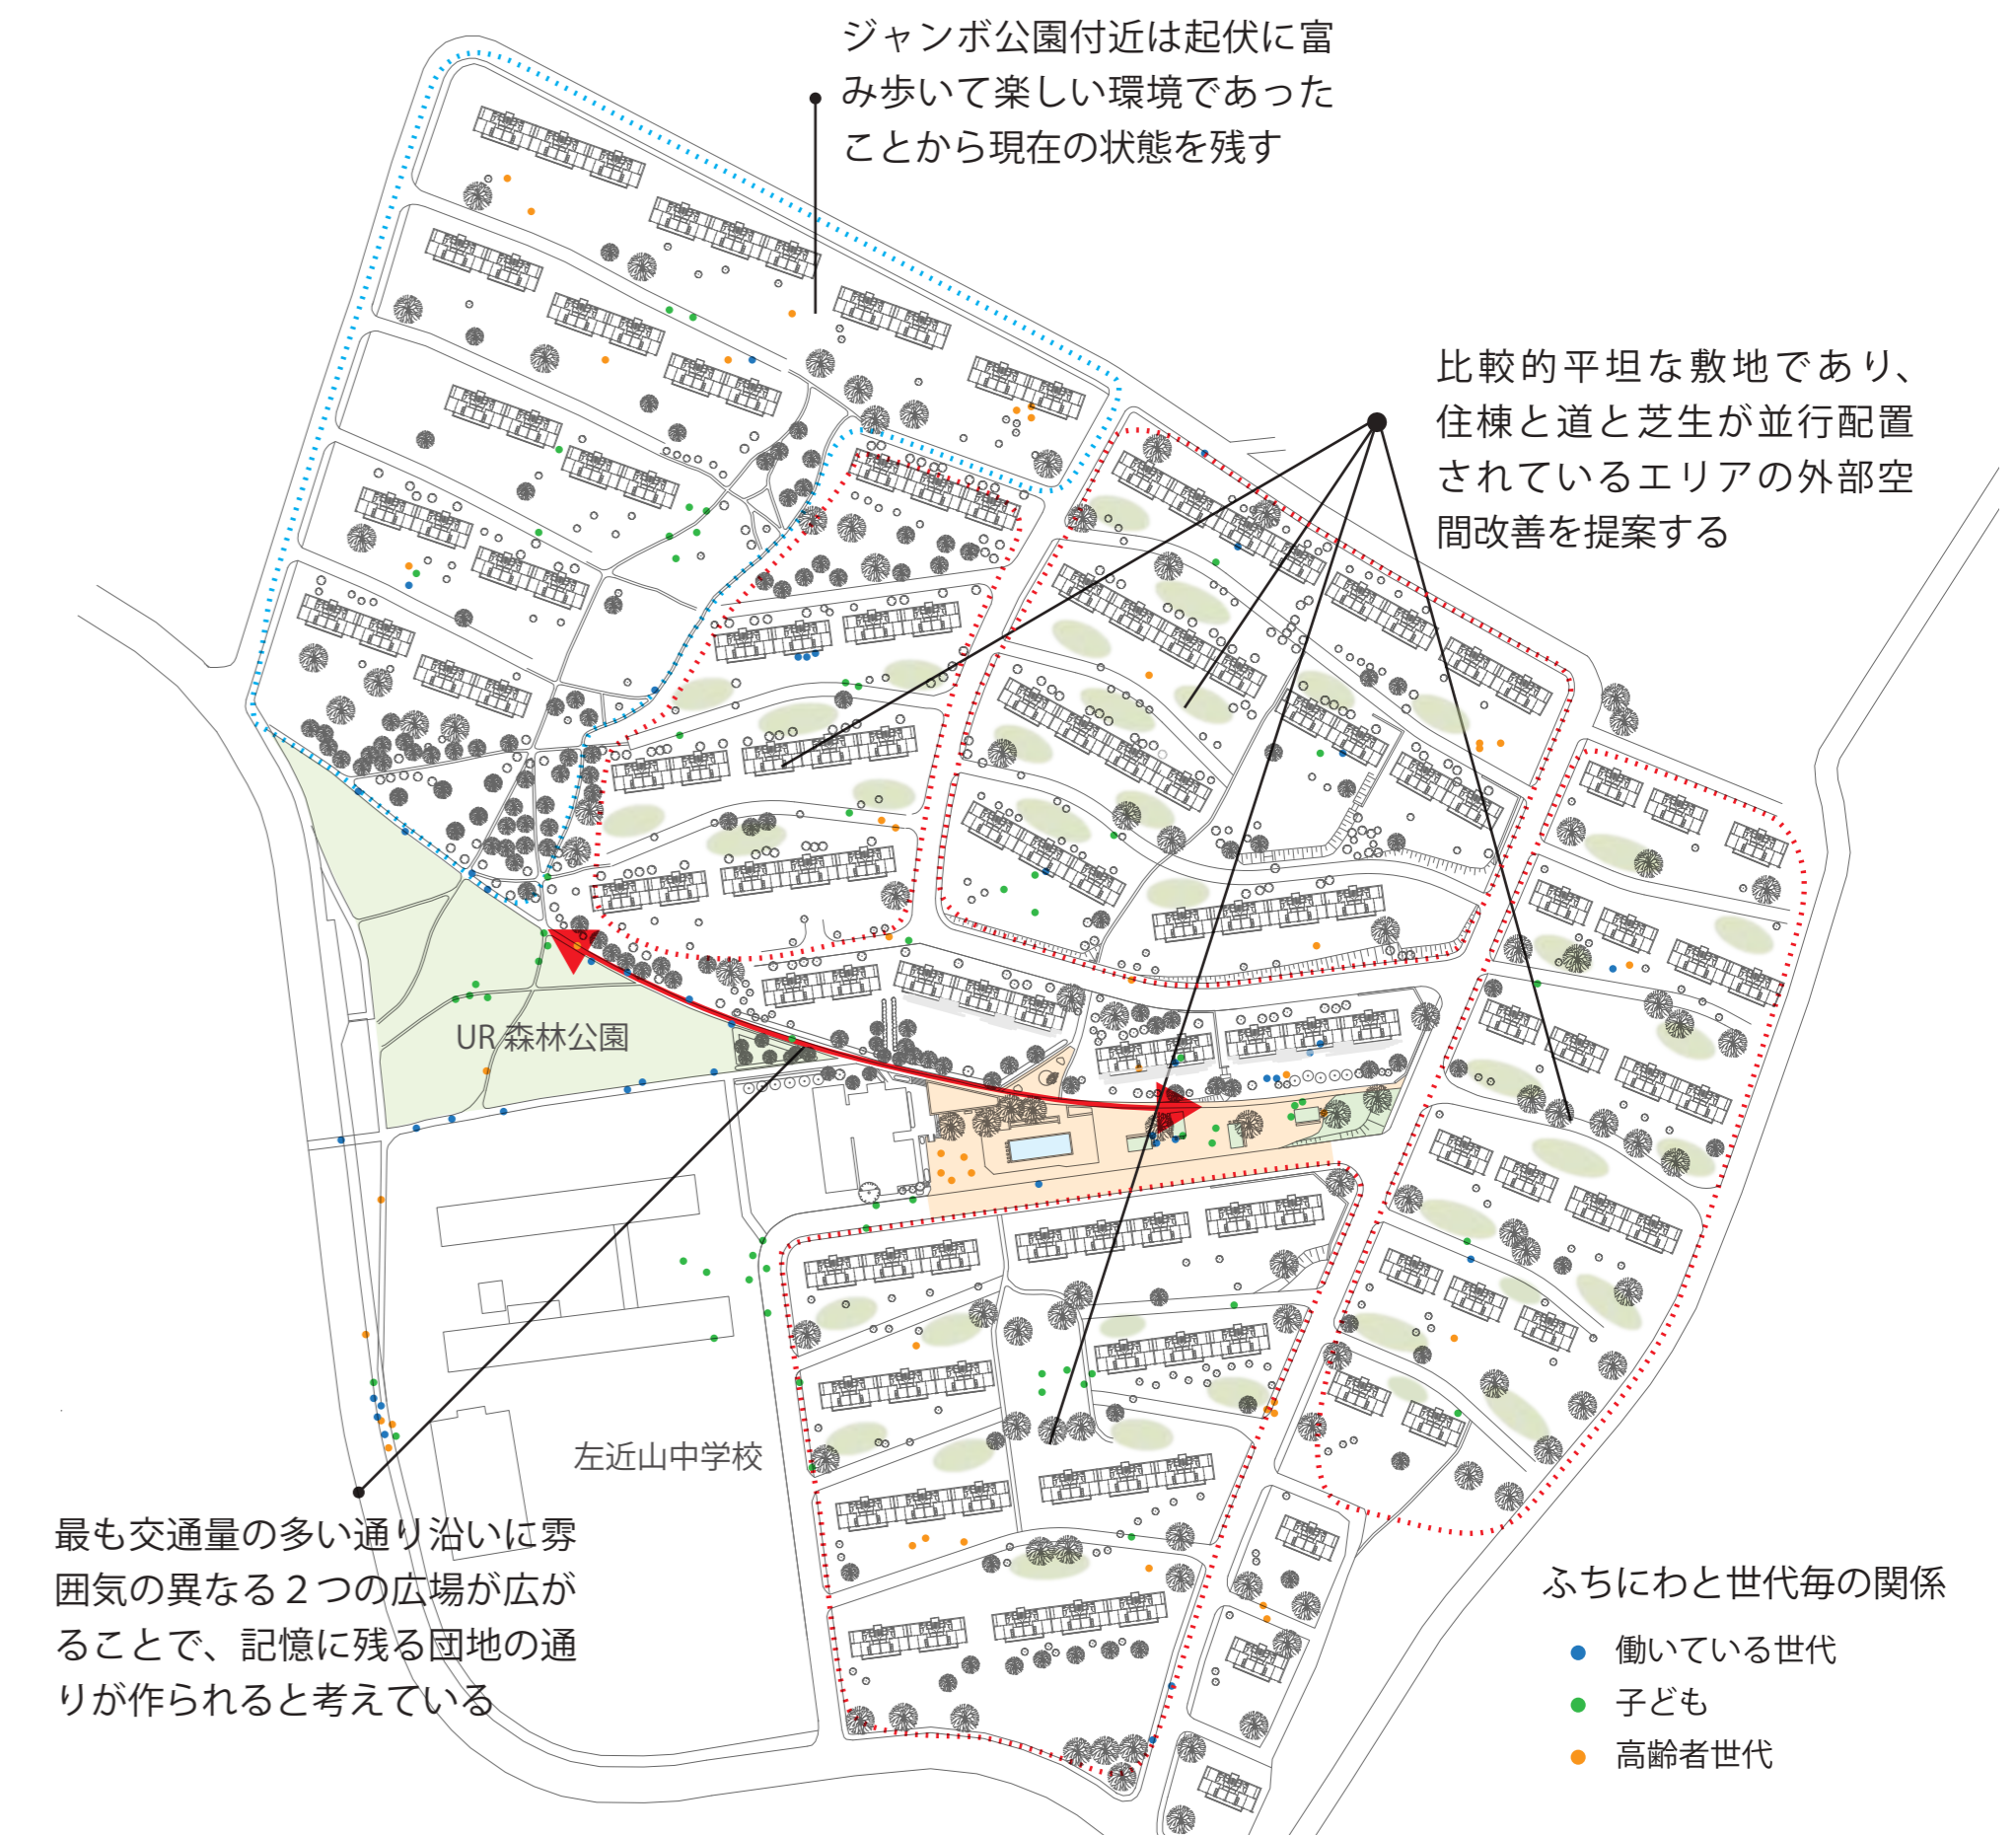 ジャンボ公園付近は起伏に富
み歩いて楽しい環境であった
ことから現在の状態を残す
比較的平坦な敷地であり、
住棟と道と芝生が並行配置
されているエリアの外部空
間改善を提案する
UR 森林公園
左近山中学校
最も交通量の多い通り沿いに雰
囲気の異なる２つの広場が広が
ることで、記憶に残る団地の通
りが作られると考えている
ふちにわと世代毎の関係
働いている世代
子ども
高齢者世代